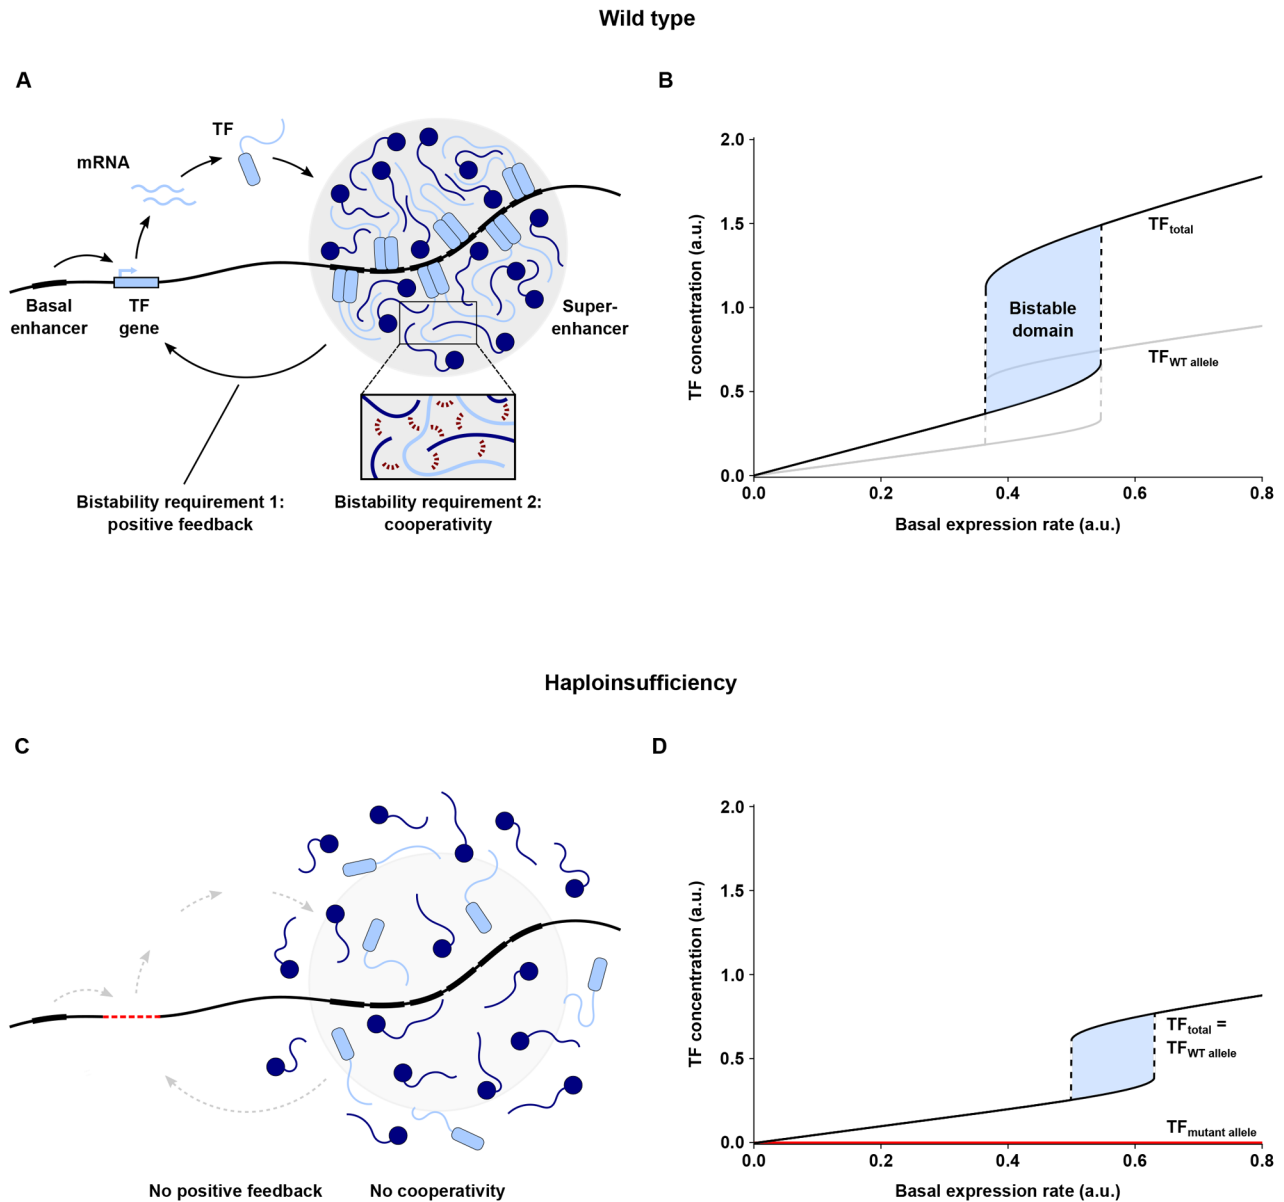 Wild type
A
TF
mRNA
Basal
enhancer
TF
gene
Super-
enhancer
Bistability requirement 1:
positive feedback
Bistability requirement 2:
cooperativity
B
2.0
1.5
1.0
0.5
0.0
TF concentration (a.u.)
TFtotal
Bistable
domain
TFWT allele
0.0 0.2 0.4 0.6 0.8
Basal expression rate (a.u.)
Haploinsufficiency
C
No positive feedback
No cooperativity
D
2.0
1.5
1.0
0.5
0.0
TF concentration (a.u.)
TFtotal =
TFWT allele
TFmutant allele
0.0 0.2 0.4 0.6 0.8
Basal expression rate (a.u.)